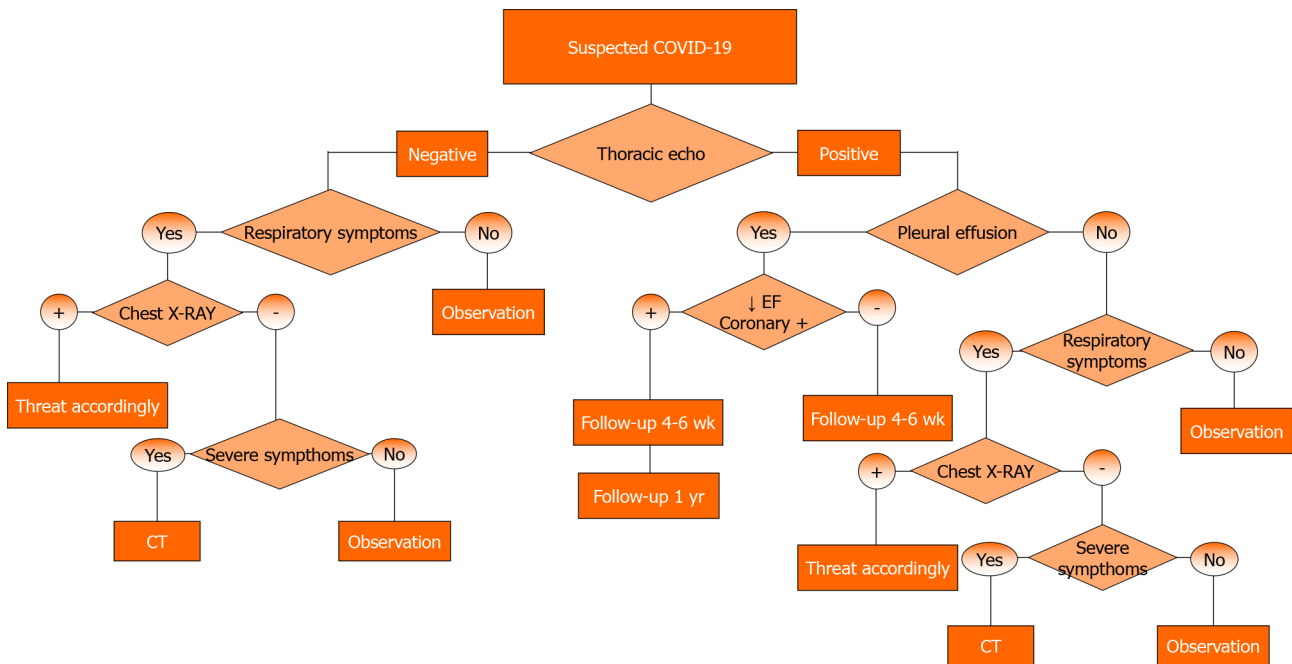 Suspected COVID-19
Negative
Thoracic echo
Positive
Yes
Respiratory symptoms
No
Yes
Pleural effusion
No
+
Chest X-RAY
-
Observation
+
↓ EF
Coronary +
-
Yes
Respiratory
symptoms
No
Threat accordingly
Follow-up 4-6 wk
Follow-up 4-6 wk
Observation
Yes
Severe sympthoms
No
+
Chest X-RAY
-
Follow-up 1 yr
CT
Observation
Threat accordingly
Yes
Severe
sympthoms
No
CT
Observation